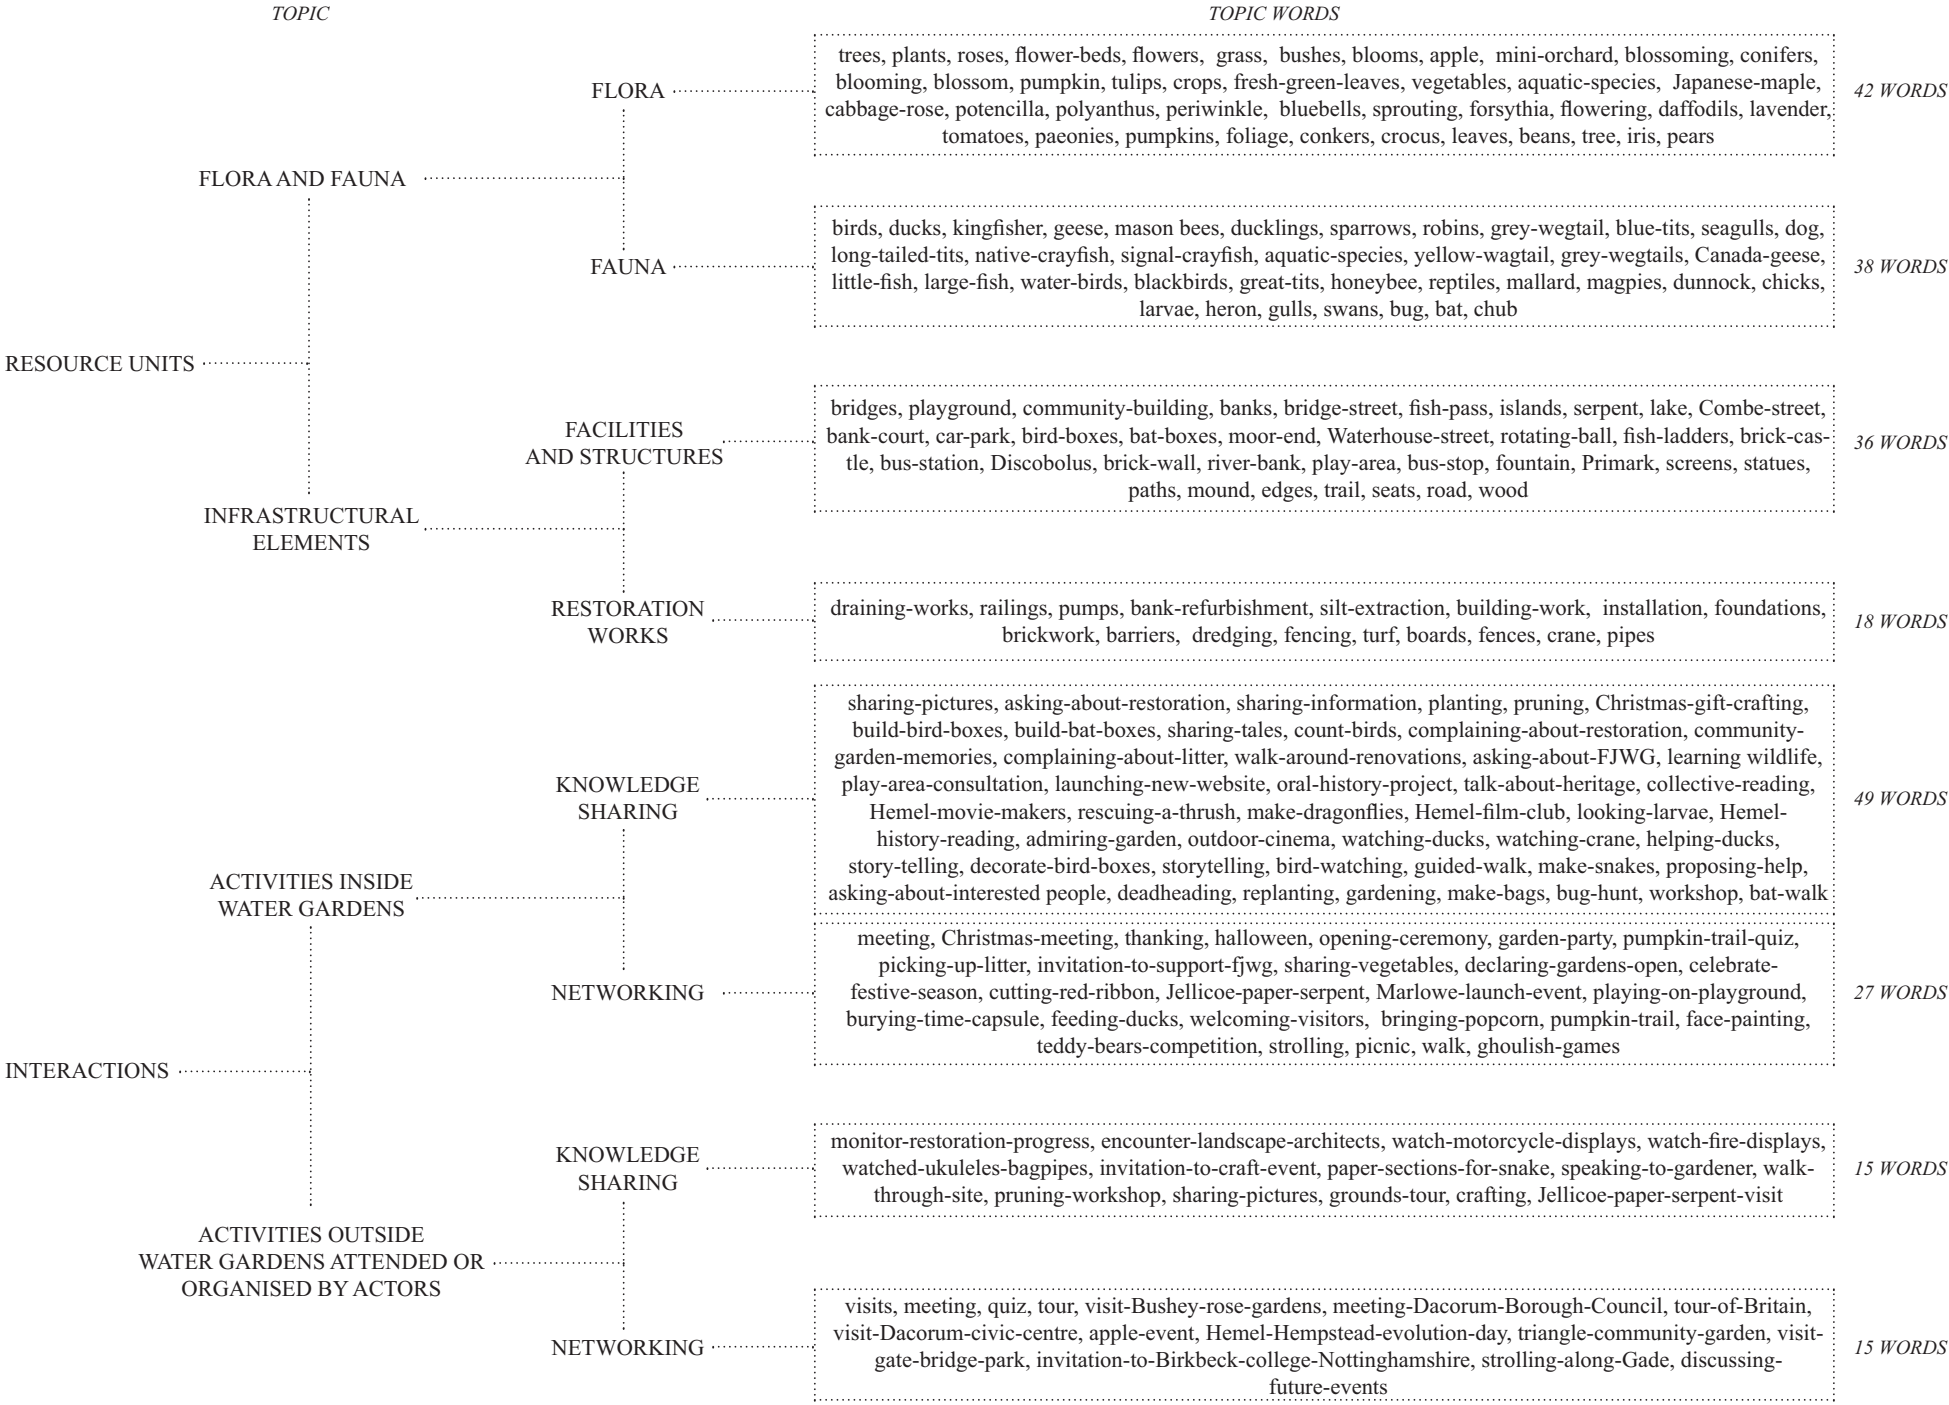 TOPIC
TOPIC WORDS
FLORA
trees, plants, roses, flower-beds, flowers, grass, bushes, blooms, apple, mini-orchard, blossoming, conifers,
blooming, blossom, pumpkin, tulips, crops, fresh-green-leaves, vegetables, aquatic-species, Japanese-maple,
cabbage-rose, potencilla, polyanthus, periwinkle, bluebells, sprouting, forsythia, flowering, daffodils, lavender,
tomatoes, paeonies, pumpkins, foliage, conkers, crocus, leaves, beans, tree, iris, pears
42 WORDS
FLORA AND FAUNA
FAUNA
birds, ducks, kingfisher, geese, mason bees, ducklings, sparrows, robins, grey-wegtail, blue-tits, seagulls, dog,
long-tailed-tits, native-crayfish, signal-crayfish, aquatic-species, yellow-wagtail, grey-wegtails, Canada-geese,
little-fish, large-fish, water-birds, blackbirds, great-tits, honeybee, reptiles, mallard, magpies, dunnock, chicks,
larvae, heron, gulls, swans, bug, bat, chub
38 WORDS
RESOURCE UNITS
FACILITIES
AND STRUCTURES
bridges, playground, community-building, banks, bridge-street, fish-pass, islands, serpent, lake, Combe-street,
bank-court, car-park, bird-boxes, bat-boxes, moor-end, Waterhouse-street, rotating-ball, fish-ladders, brick-cas-
tle, bus-station, Discobolus, brick-wall, river-bank, play-area, bus-stop, fountain, Primark, screens, statues,
paths, mound, edges, trail, seats, road, wood
36 WORDS
INFRASTRUCTURAL
ELEMENTS
RESTORATION
WORKS
draining-works, railings, pumps, bank-refurbishment, silt-extraction, building-work, installation, foundations,
brickwork, barriers, dredging, fencing, turf, boards, fences, crane, pipes
18 WORDS
KNOWLEDGE
SHARING
sharing-pictures, asking-about-restoration, sharing-information, planting, pruning, Christmas-gift-crafting,
build-bird-boxes, build-bat-boxes, sharing-tales, count-birds, complaining-about-restoration, community-
garden-memories, complaining-about-litter, walk-around-renovations, asking-about-FJWG, learning wildlife,
play-area-consultation, launching-new-website, oral-history-project, talk-about-heritage, collective-reading,
Hemel-movie-makers, rescuing-a-thrush, make-dragonflies, Hemel-film-club, looking-larvae, Hemel-
history-reading, admiring-garden, outdoor-cinema, watching-ducks, watching-crane, helping-ducks,
story-telling, decorate-bird-boxes, storytelling, bird-watching, guided-walk, make-snakes, proposing-help,
asking-about-interested people, deadheading, replanting, gardening, make-bags, bug-hunt, workshop, bat-walk
49 WORDS
ACTIVITIES INSIDE
WATER GARDENS
NETWORKING
meeting, Christmas-meeting, thanking, halloween, opening-ceremony, garden-party, pumpkin-trail-quiz,
picking-up-litter, invitation-to-support-fjwg, sharing-vegetables, declaring-gardens-open, celebrate-
festive-season, cutting-red-ribbon, Jellicoe-paper-serpent, Marlowe-launch-event, playing-on-playground,
burying-time-capsule, feeding-ducks, welcoming-visitors, bringing-popcorn, pumpkin-trail, face-painting,
teddy-bears-competition, strolling, picnic, walk, ghoulish-games
27 WORDS
INTERACTIONS
KNOWLEDGE
SHARING
monitor-restoration-progress, encounter-landscape-architects, watch-motorcycle-displays, watch-fire-displays,
watched-ukuleles-bagpipes, invitation-to-craft-event, paper-sections-for-snake, speaking-to-gardener, walk-
through-site, pruning-workshop, sharing-pictures, grounds-tour, crafting, Jellicoe-paper-serpent-visit
15 WORDS
ACTIVITIES OUTSIDE
WATER GARDENS ATTENDED OR
ORGANISED BY ACTORS
NETWORKING
visits, meeting, quiz, tour, visit-Bushey-rose-gardens, meeting-Dacorum-Borough-Council, tour-of-Britain,
visit-Dacorum-civic-centre, apple-event, Hemel-Hempstead-evolution-day, triangle-community-garden, visit-
gate-bridge-park, invitation-to-Birkbeck-college-Nottinghamshire, strolling-along-Gade, discussing-
future-events
15 WORDS